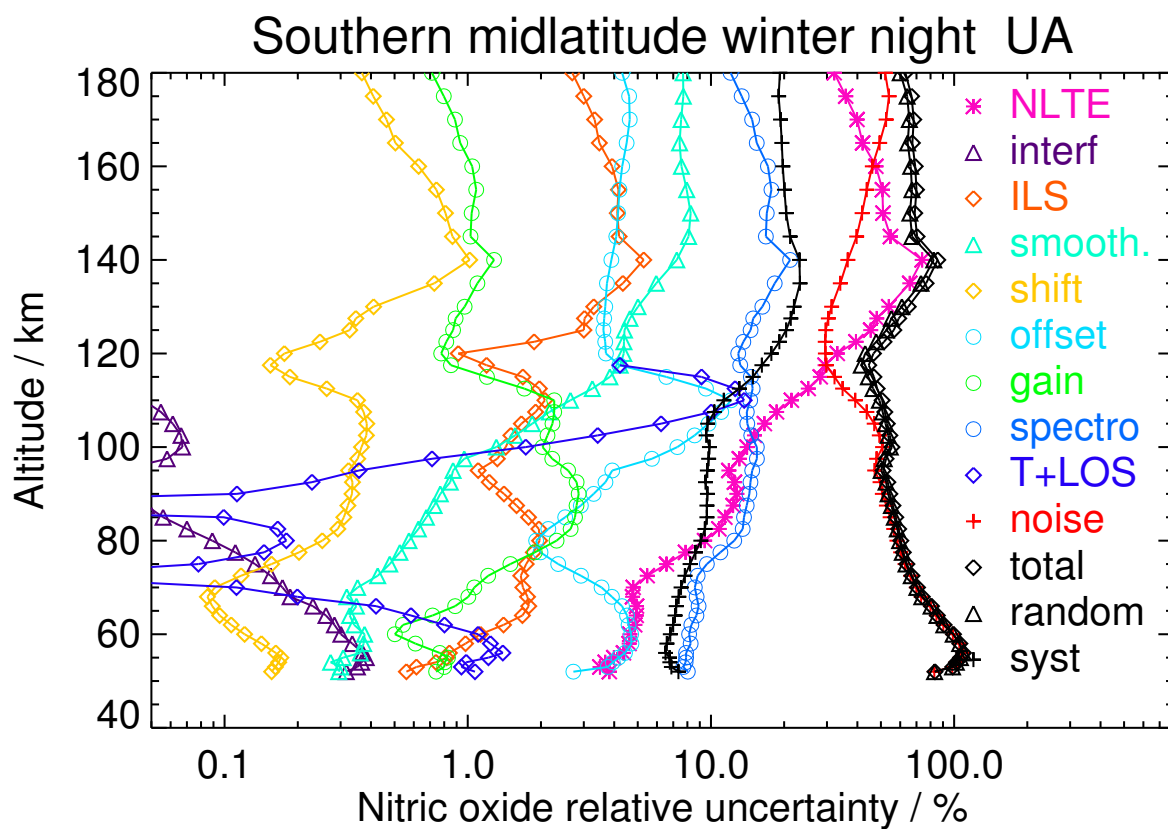 Southern midlatitude winter night UA
180
160
140
120
100
80
60
40
Altitude / km
0.1
1.0
10.0
100.0
Nitric oxide relative uncertainty / %
NLTE
interf
ILS
smooth.
shift
offset
gain
spectro
T+LOS
noise
total
random
syst